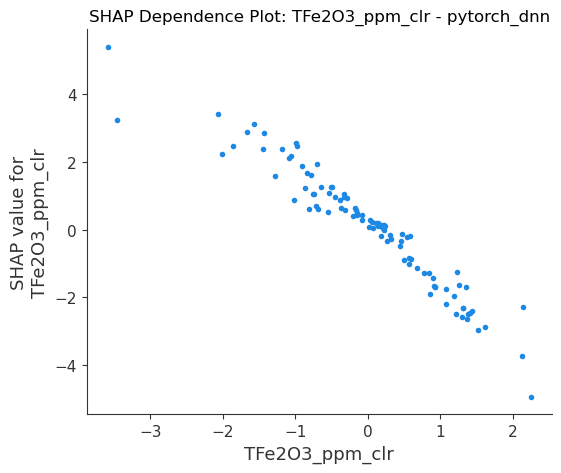 SHAP Dependence Plot: TFe2O3_ppm_clr - pytorch_dnn
SHAP value for
TFe2O3_ppm_clr
4
2
0
−2
−4
−3
−2
−1
0
1
2
TFe2O3_ppm_clr